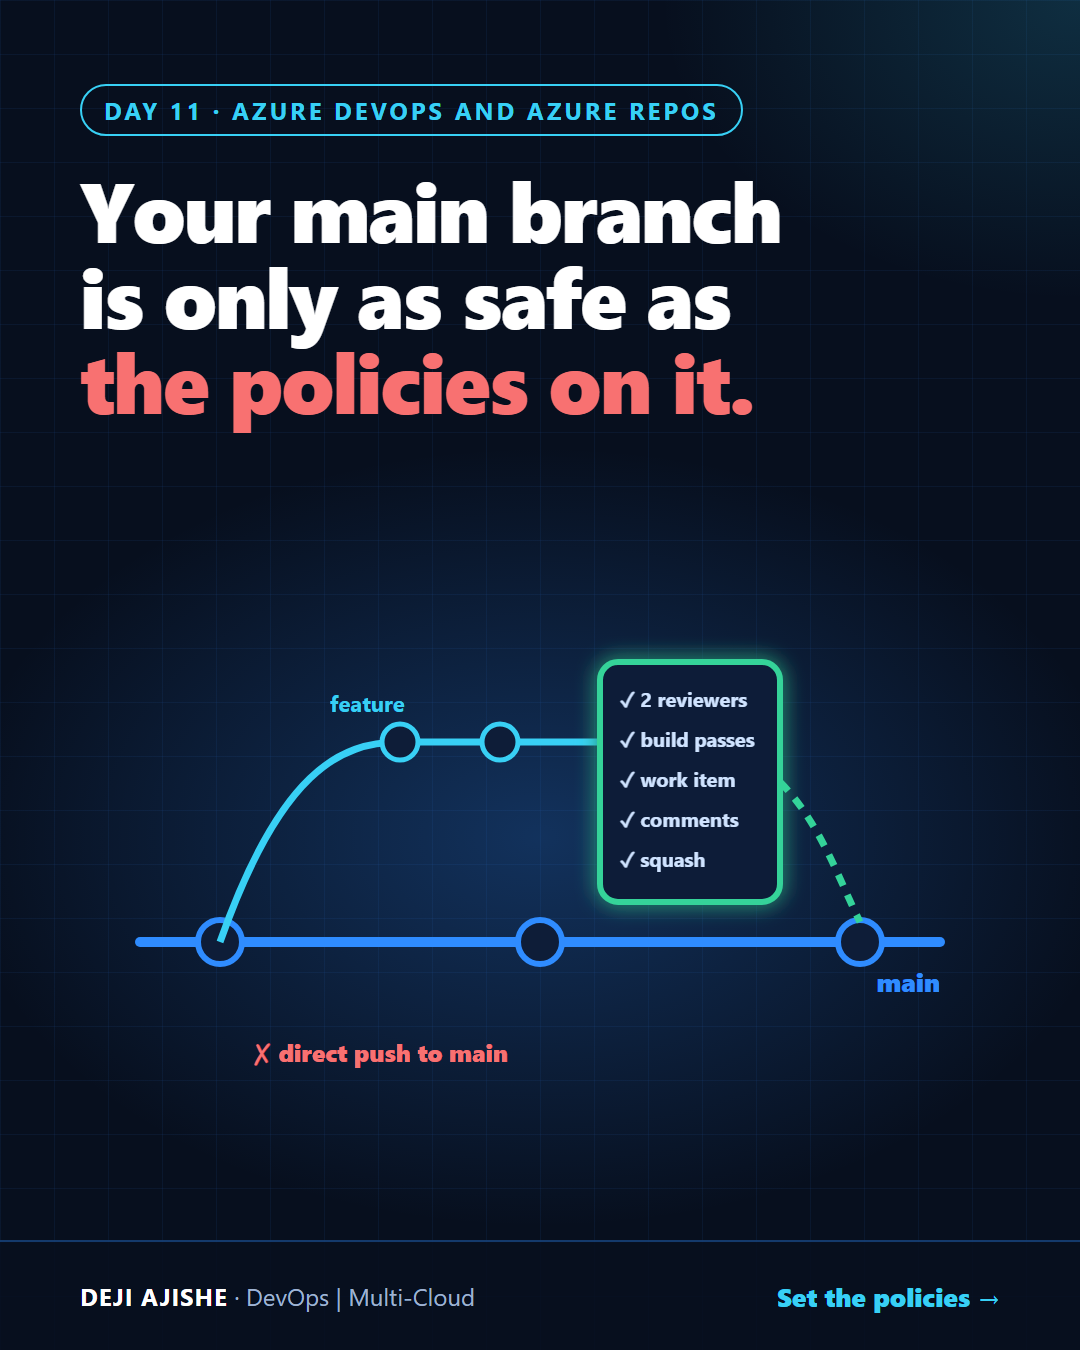 DAY 11 · AZURE DEVOPS AND AZURE REPOS
Your main branch
is only as safe as
the policies on it.
feature
✓ 2 reviewers
✓ build passes
✓ work item
✓ comments
✓ squash
main
✗ direct push to main
DEJI AJISHE · DevOps | Multi-Cloud
Set the policies →